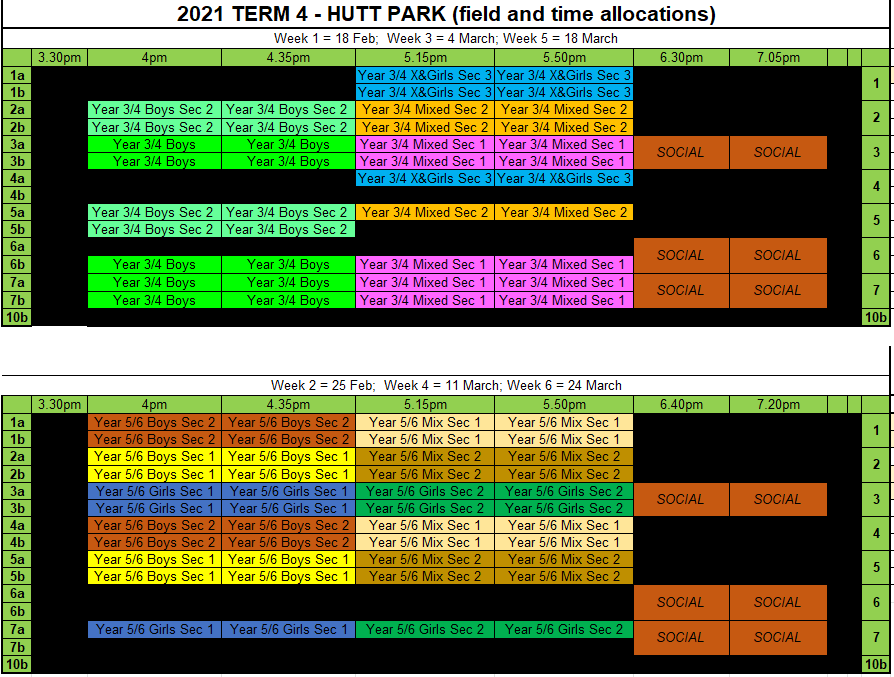 2021 TERM 4 - HUTT PARK (field and time allocations)
Week 1 = 18 Feb;  Week 3 = 4 March; Week 5 = 18 March
3.30pm 4pm 4.35pm 5.15pm 5.50pm 6.30pm 7.05pm
1a Year 3/4 X&Girls Sec 3 Year 3/4 X&Girls Sec 3 1
1b Year 3/4 X&Girls Sec 3 Year 3/4 X&Girls Sec 3
2a Year 3/4 Boys Sec 2 Year 3/4 Boys Sec 2 Year 3/4 Mixed Sec 2 Year 3/4 Mixed Sec 2 2
2b Year 3/4 Boys Sec 2 Year 3/4 Boys Sec 2 Year 3/4 Mixed Sec 2 Year 3/4 Mixed Sec 2
3a Year 3/4 Boys Year 3/4 Boys Year 3/4 Mixed Sec 1 Year 3/4 Mixed Sec 1 SOCIAL SOCIAL 3
3b Year 3/4 Boys Year 3/4 Boys Year 3/4 Mixed Sec 1 Year 3/4 Mixed Sec 1
4a Year 3/4 X&Girls Sec 3 Year 3/4 X&Girls Sec 3 4
4b
5a Year 3/4 Boys Sec 2 Year 3/4 Boys Sec 2 Year 3/4 Mixed Sec 2 Year 3/4 Mixed Sec 2 5
5b Year 3/4 Boys Sec 2 Year 3/4 Boys Sec 2
6a SOCIAL SOCIAL 6
6b Year 3/4 Boys Year 3/4 Boys Year 3/4 Mixed Sec 1 Year 3/4 Mixed Sec 1
7a Year 3/4 Boys Year 3/4 Boys Year 3/4 Mixed Sec 1 Year 3/4 Mixed Sec 1 SOCIAL SOCIAL 7
7b Year 3/4 Boys Year 3/4 Boys Year 3/4 Mixed Sec 1 Year 3/4 Mixed Sec 1
10b 10b
Week 2 = 25 Feb;  Week 4 = 11 March; Week 6 = 24 March
3.30pm 4pm 4.35pm 5.15pm 5.50pm 6.40pm 7.20pm
1a Year 5/6 Boys Sec 2 Year 5/6 Boys Sec 2 Year 5/6 Mix Sec 1 Year 5/6 Mix Sec 1 1
1b Year 5/6 Boys Sec 2 Year 5/6 Boys Sec 2 Year 5/6 Mix Sec 1 Year 5/6 Mix Sec 1
2a Year 5/6 Boys Sec 1 Year 5/6 Boys Sec 1 Year 5/6 Mix Sec 2 Year 5/6 Mix Sec 2 2
2b Year 5/6 Boys Sec 1 Year 5/6 Boys Sec 1 Year 5/6 Mix Sec 2 Year 5/6 Mix Sec 2
3a Year 5/6 Girls Sec 1 Year 5/6 Girls Sec 1 Year 5/6 Girls Sec 2 Year 5/6 Girls Sec 2 SOCIAL SOCIAL 3
3b Year 5/6 Girls Sec 1 Year 5/6 Girls Sec 1 Year 5/6 Girls Sec 2 Year 5/6 Girls Sec 2
4a Year 5/6 Boys Sec 2 Year 5/6 Boys Sec 2 Year 5/6 Mix Sec 1 Year 5/6 Mix Sec 1 4
4b Year 5/6 Boys Sec 2 Year 5/6 Boys Sec 2 Year 5/6 Mix Sec 1 Year 5/6 Mix Sec 1
5a Year 5/6 Boys Sec 1 Year 5/6 Boys Sec 1 Year 5/6 Mix Sec 2 Year 5/6 Mix Sec 2 5
5b Year 5/6 Boys Sec 1 Year 5/6 Boys Sec 1 Year 5/6 Mix Sec 2 Year 5/6 Mix Sec 2
6a SOCIAL SOCIAL 6
6b
7a Year 5/6 Girls Sec 1 Year 5/6 Girls Sec 1 Year 5/6 Girls Sec 2 Year 5/6 Girls Sec 2 SOCIAL SOCIAL 7
7b
10b 10b